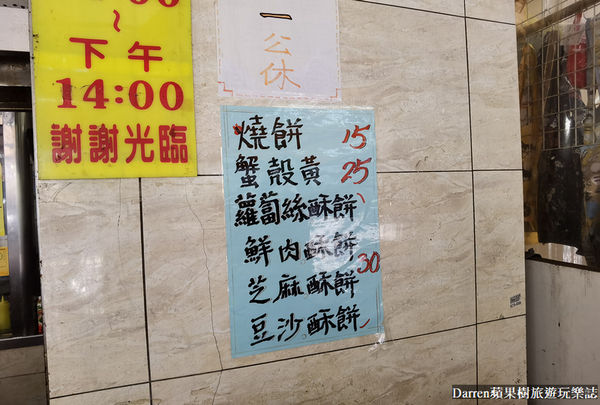 :00
~
下午
14:00
謝謝光臨
一
公
休
燒餅 15
蟹殼黃 25
蘿蔔絲酥餅
鮮肉酥餅
30
芝麻酥餅
豆沙酥餅
Darren蘋果樹旅遊玩樂誌